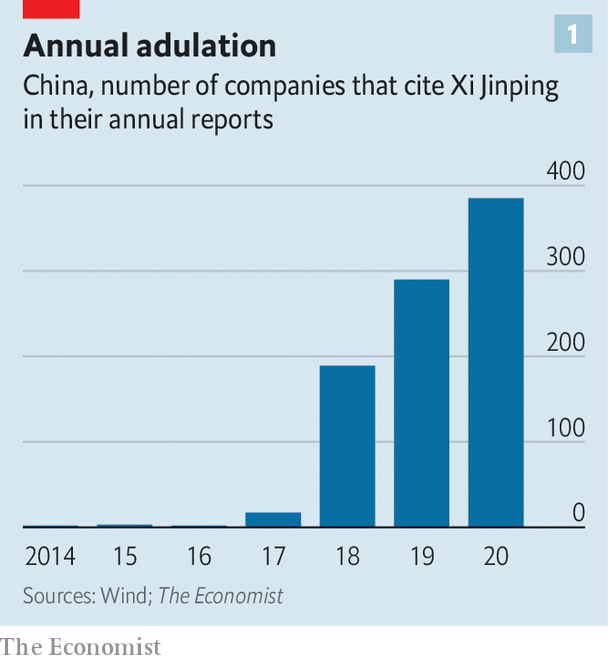 Annual adulation
1
China, number of companies that cite Xi Jinping
in their annual reports
400
300
200
100
0
2014 15 16 17 18 19 20
Sources: Wind; The Economist
The Economist